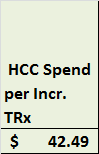 HCC Spend
per Incr.
TRx
$ 42.49